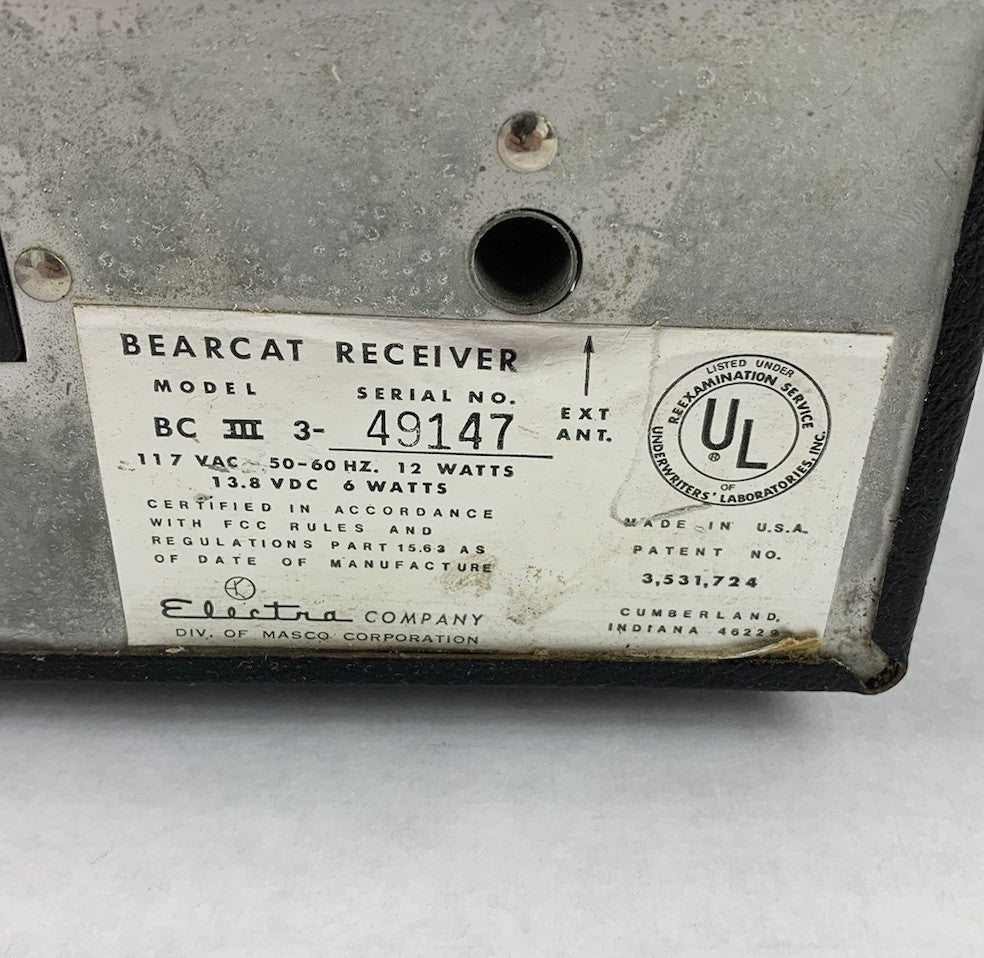 BEARCAT RECEIVER
MODEL SERIAL NO.
BC III 3- 49147
117 VAC 50-60 HZ. 12 WATTS
13.8 VDC 6 WATTS
CERTIFIED IN ACCORDANCE
WITH FCC RULES AND
REGULATIONS PART 15.63 AS
OF DATE OF MANUFACTURE
Electra COMPANY
DIV. OF MASCO CORPORATION
EXT
ANT.
LISTED UNDER
REEXAMINATION SERVICE
UL
®
OF
UNDERWRITERS' LABORATORIES, INC.
MADE IN U.S.A.
PATENT NO.
3,531,724
CUMBERLAND,
INDIANA 46229